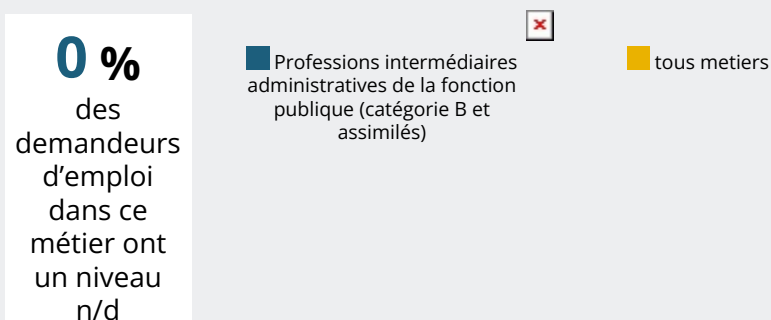 0 %
des
demandeurs
d’emploi
dans ce
métier ont
un niveau
n/d
Professions intermédiaires
administratives de la fonction
publique (catégorie B et
assimilés)
tous metiers